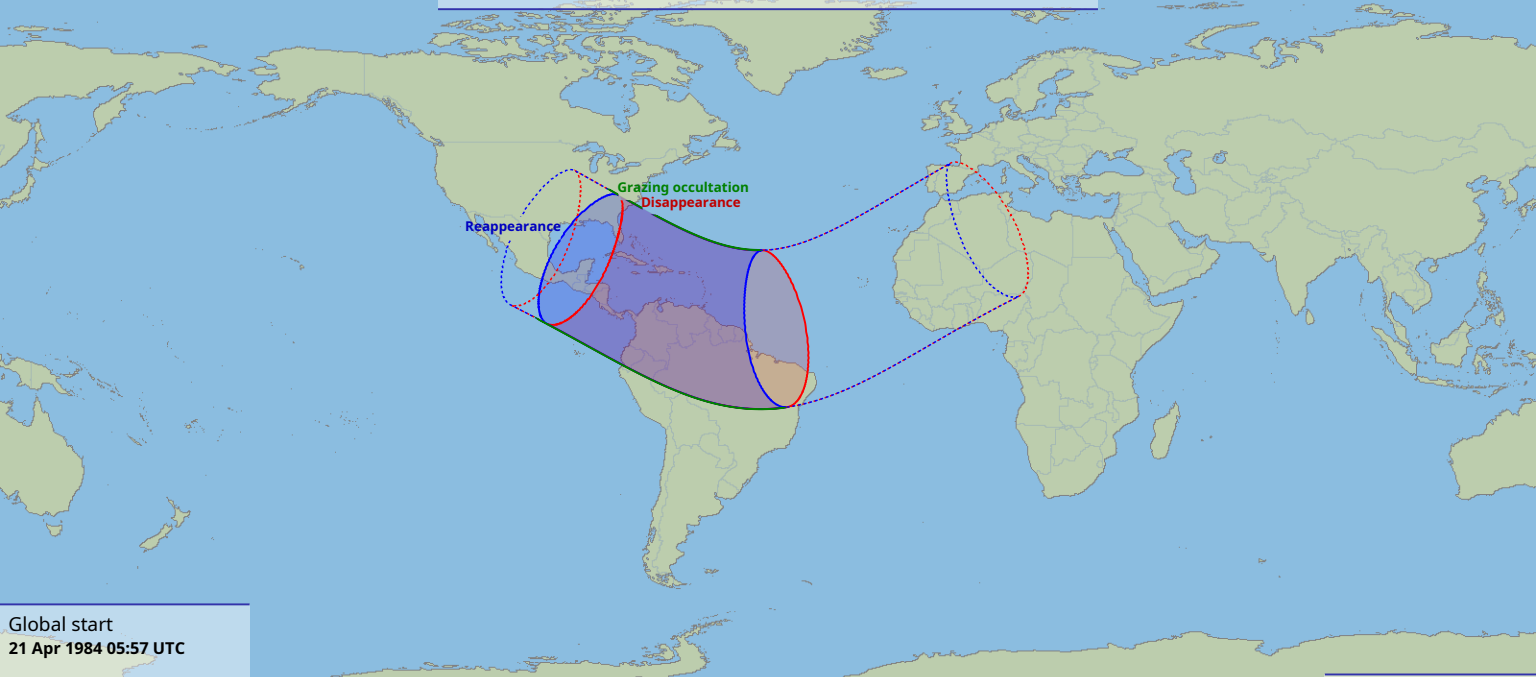 Grazing occultation
Disappearance
Reappearance
Global start
21 Apr 1984 05:57 UTC